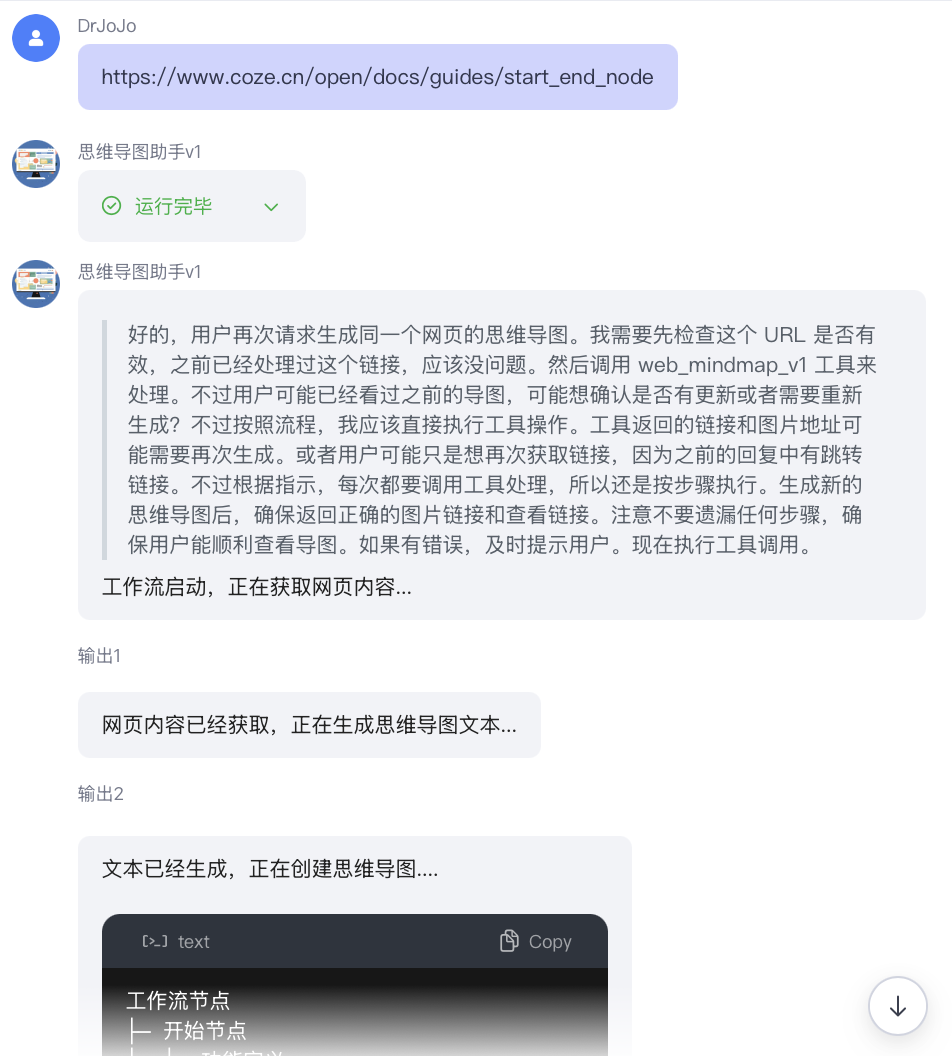 DrJoJo
https://www.coze.cn/open/docs/guides/start_end_node
思维导图助手v1
运行完毕
思维导图助手v1
好的，用户再次请求生成同一个网页的思维导图。我需要先检查这个 URL 是否有
效，之前已经处理过这个链接，应该没问题。然后调用 web_mindmap_v1 工具来
处理。不过用户可能已经看过之前的导图，可能想确认是否有更新或者需要重新
生成？不过按照流程，我应该直接执行工具操作。工具返回的链接和图片地址可
能需要再次生成。或者用户可能只是想再次获取链接，因为之前的回复中有跳转
链接。不过根据指示，每次都要调用工具处理，所以还是按步骤执行。生成新的
思维导图后，确保返回正确的图片链接和查看链接。注意不要遗漏任何步骤，确
保用户能顺利查看导图。如果有错误，及时提示用户。现在执行工具调用。
工作流启动，正在获取网页内容...
输出1
网页内容已经获取，正在生成思维导图文本...
输出2
文本已经生成，正在创建思维导图....
text
Copy
工作流节点
├─ 开始节点